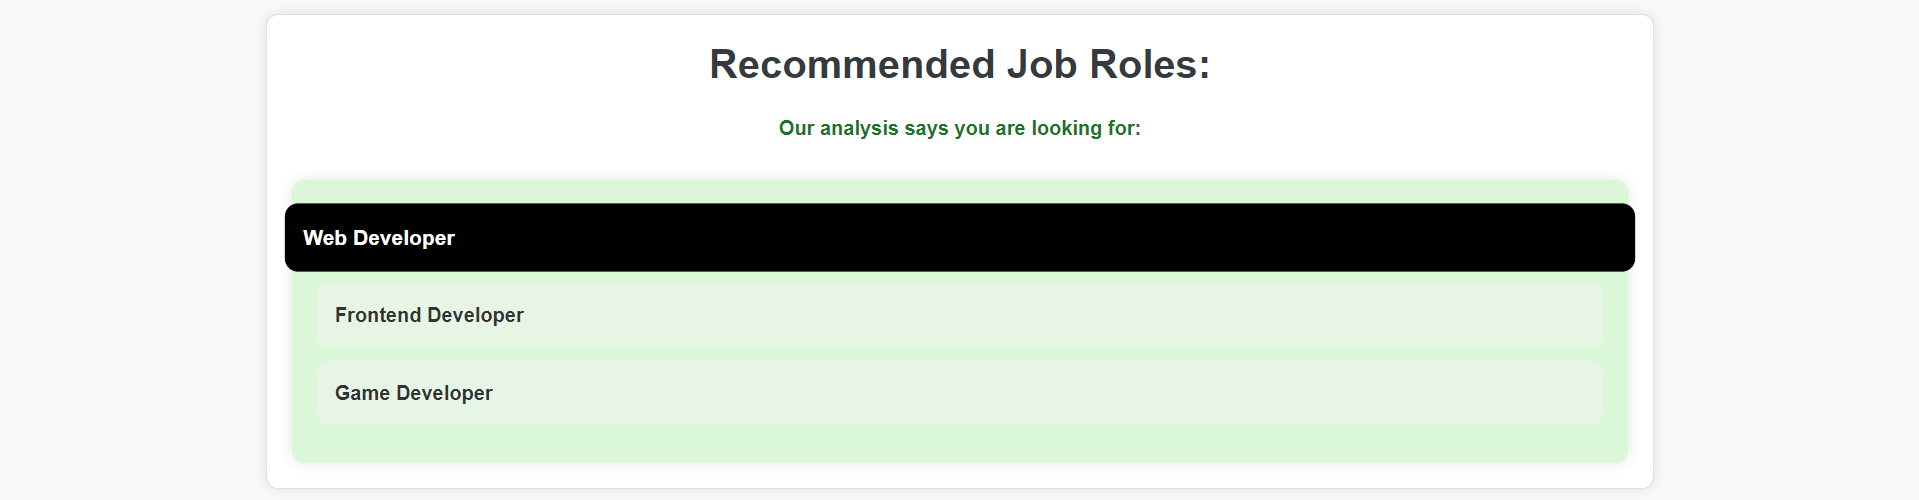 Recommended Job Roles:
Our analysis says you are looking for:
Web Developer
Frontend Developer
Game Developer